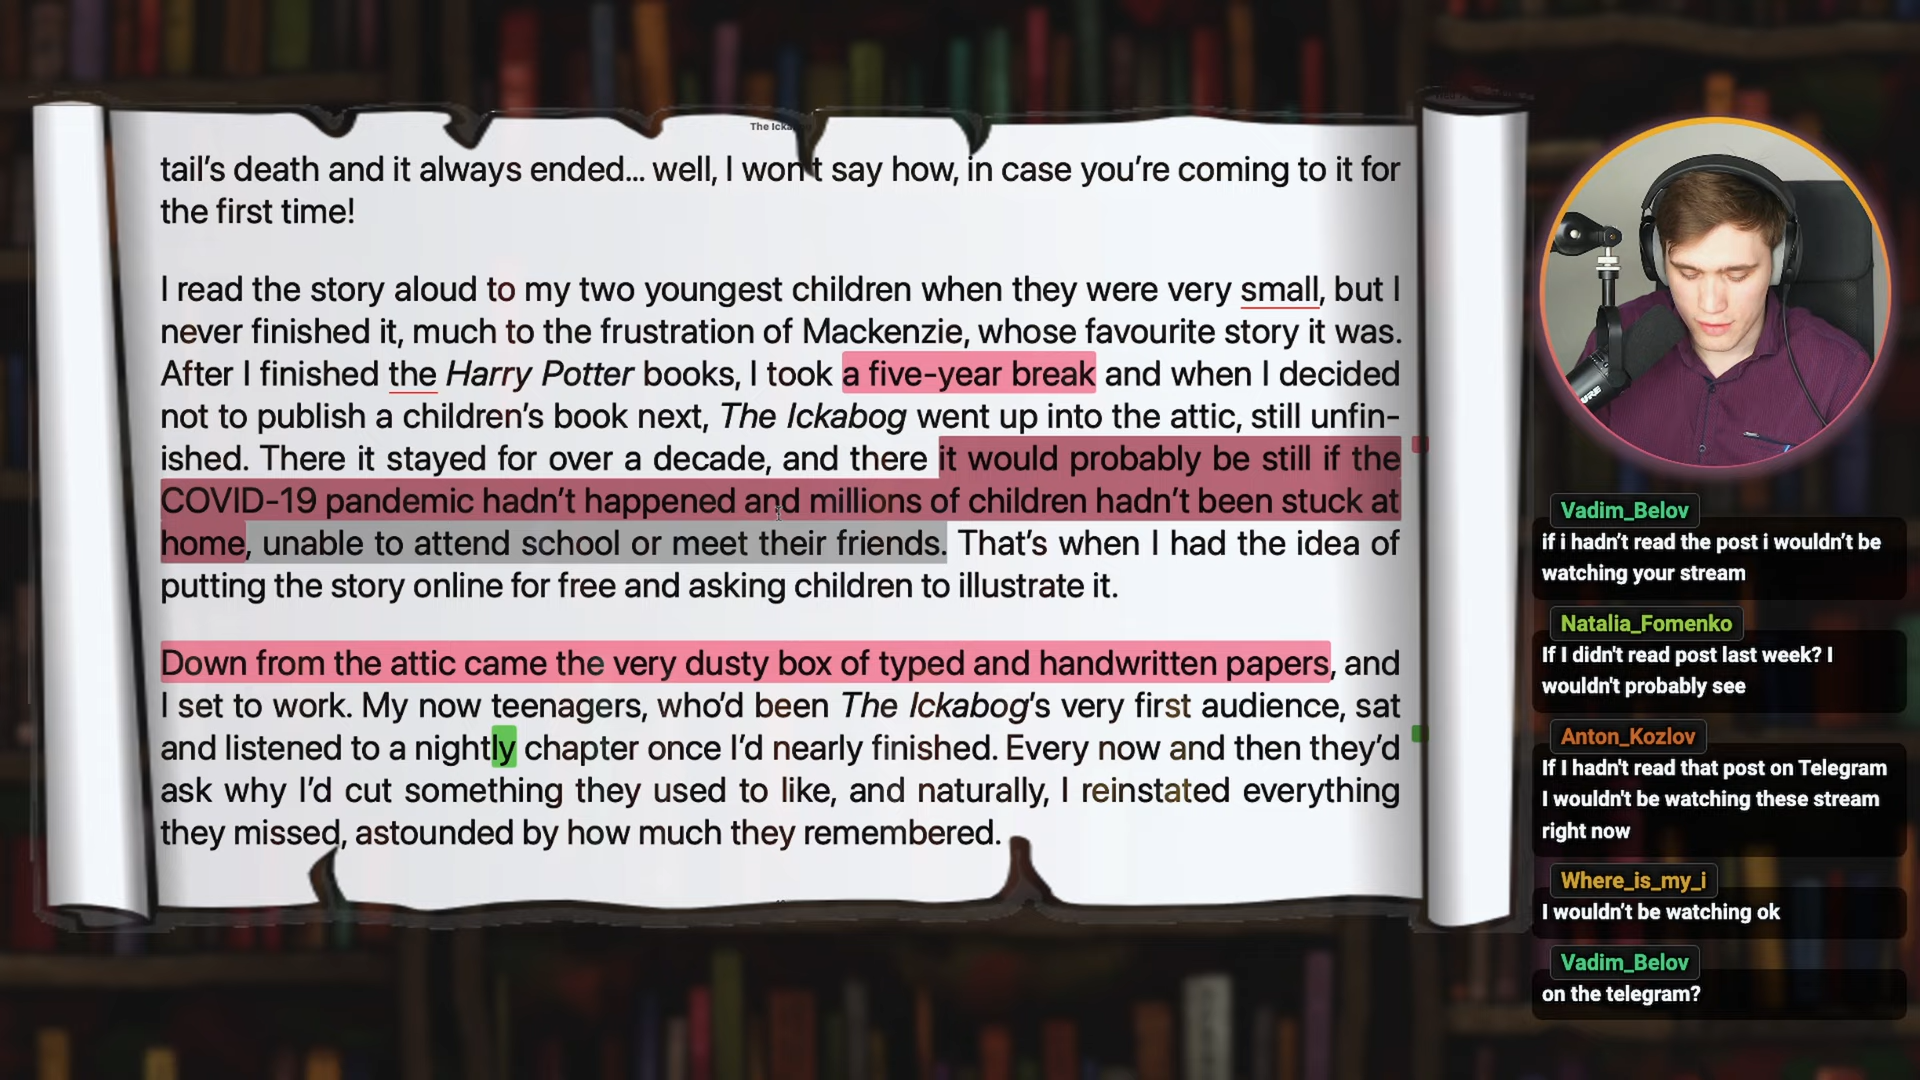 The Icka
tail’s death and it always ended... well, I won’t say how, in case you’re coming to it for
the first time!
I read the story aloud to my two youngest children when they were very small, but I
never finished it, much to the frustration of Mackenzie, whose favourite story it was.
After I finished the Harry Potter books, I took a five-year break and when I decided
not to publish a children’s book next, The Ickabog went up into the attic, still unfin-
ished. There it stayed for over a decade, and there it would probably be still if the
COVID-19 pandemic hadn’t happened and millions of children hadn’t been stuck at
home, unable to attend school or meet their friends. That’s when I had the idea of
putting the story online for free and asking children to illustrate it.
Down from the attic came the very dusty box of typed and handwritten papers, and
I set to work. My now teenagers, who’d been The Ickabog’s very first audience, sat
and listened to a nightly chapter once I’d nearly finished. Every now and then they’d
ask why I’d cut something they used to like, and naturally, I reinstated everything
they missed, astounded by how much they remembered.
Vadim_Belov
if i hadn’t read the post i wouldn’t be
watching your stream
Natalia_Fomenko
If I didn't read post last week? I
wouldn't probably see
Anton_Kozlov
If I hadn't read that post on Telegram
I wouldn't be watching these stream
right now
Where_is_my_i
I wouldn’t be watching ok
Vadim_Belov
on the telegram?